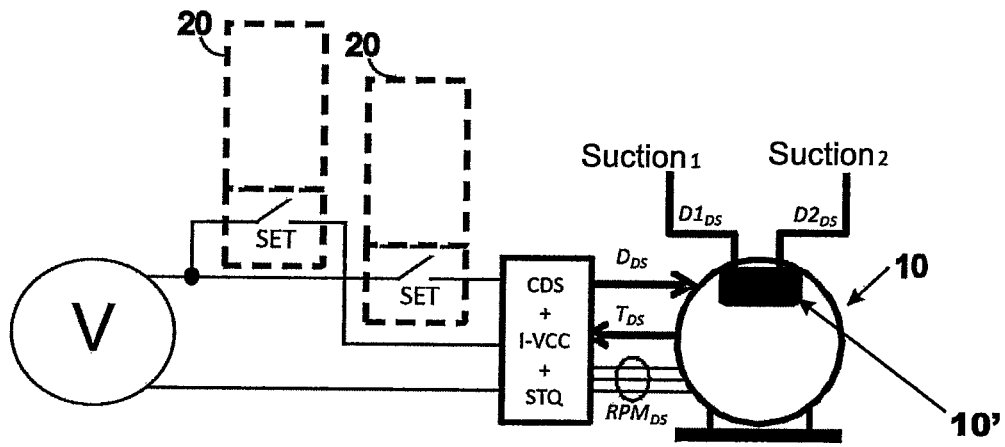 20
20
Suction1
Suction2
D1DS
D2DS
SET
SET
V
CDS
+
I-VCC
+
STQ
DDS
TDS
RPMDS
10
10'